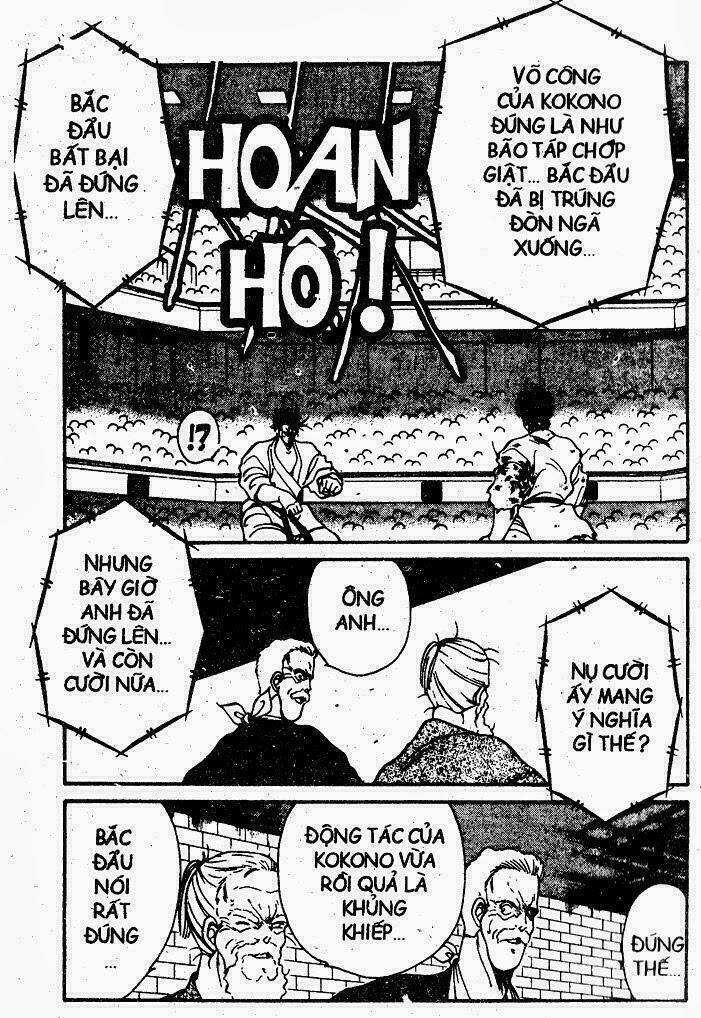 VÕ CÔNG
CỦA KOKONO
ĐÚNG LÀ NHƯ
BÃO TÁP CHỚP
GIẬT... BẮC ĐẨU
ĐÃ BỊ TRÚNG
ĐÒN NGÃ
XUỐNG...
HOAN
HÔ!
BẮC
ĐẨU
BẤT BẠI
ĐÃ ĐỨNG
LÊN...
!?
NỤ CƯỜI
ẤY MANG
Ý NGHĨA
GÌ THẾ?
ÔNG
ANH...
NHƯNG
BÂY GIỜ
ANH ĐÃ
ĐỨNG LÊN...
VÀ CÒN
CƯỜI NỮA...
ĐÚNG
THẾ...
ĐỘNG TÁC CỦA
KOKONO VỪA
RỒI QUẢ LÀ
KHỦNG
KHIẾP...
BẮC
ĐẨU
NÓI
RẤT
ĐÚNG
...